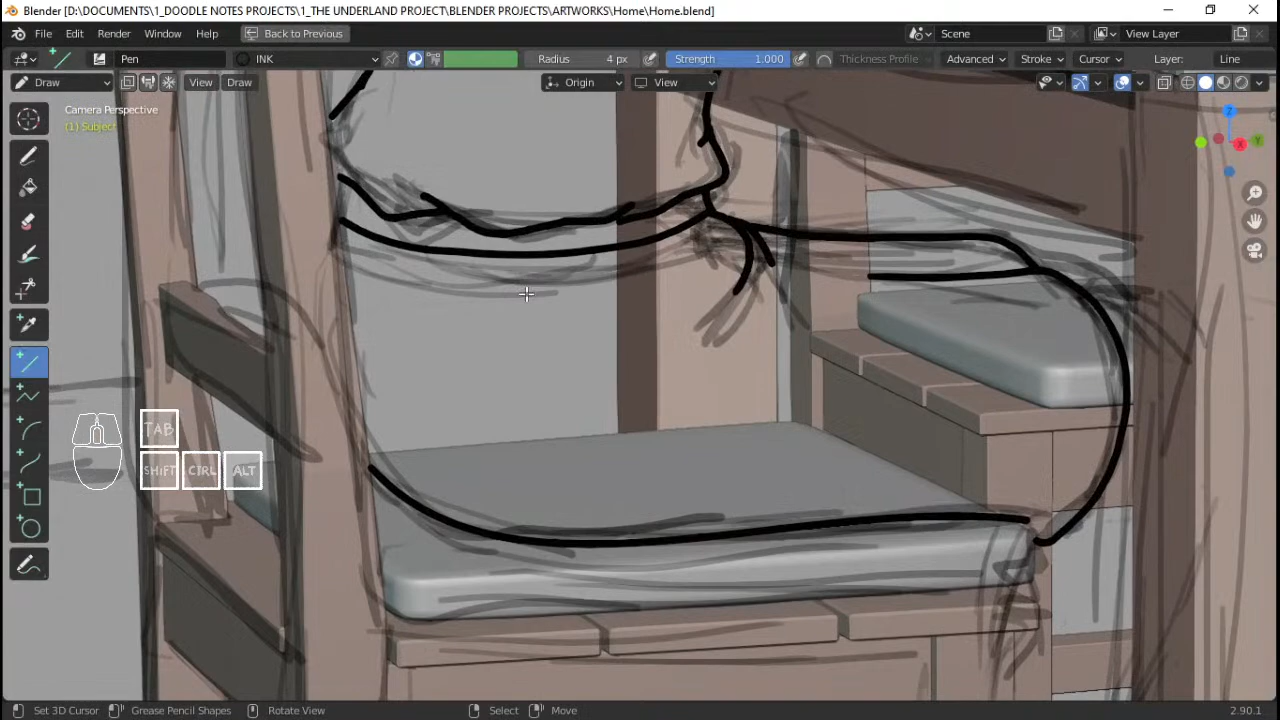 Blender [D:\DOCUMENTS\1_DOODLE NOTES PROJECTS\1_THE UNDERLAND PROJECT\BLENDER PROJECTS\ARTWORKS\Home\Home.blend]
File Edit Render Window Help Back to Previous Scene View Layer
Pen INK Radius 4 px Strength 1.000 Thickness Profile Advanced Stroke Cursor Layer: Line
Draw View Draw Origin View
Camera Perspective
(1) Subject
Z
Y
X
TAB
SHIFT CTRL ALT
Set 3D Cursor Grease Pencil Shapes Rotate View Select Move 2.90.1